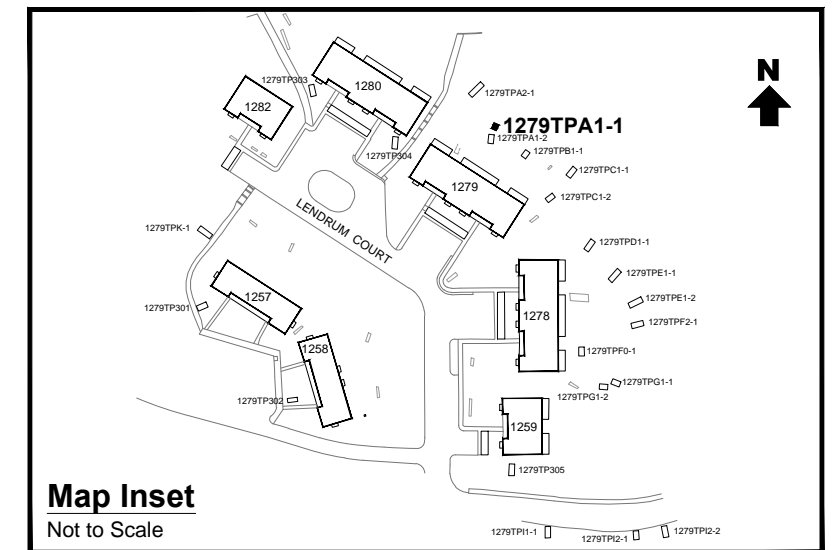 1279TP303
1280
1279TPA2-1
N
1282
1279TPA1-1
1279TPA1-2
1279TPB1-1
1279TP304
1279TPC1-1
1279
1279TPC1-2
LENDRUM COURT
1279TPK-1
1279TPD1-1
1279TPE1-1
1257
1279TPE1-2
1279TP301
1278
1279TPF2-1
1258
1279TPF0-1
1279TPG1-1
1279TPG1-2
1279TP302
1259
1279TP305
Map Inset
Not to Scale
1279TPI1-1
1279TPI2-1
1279TPI2-2